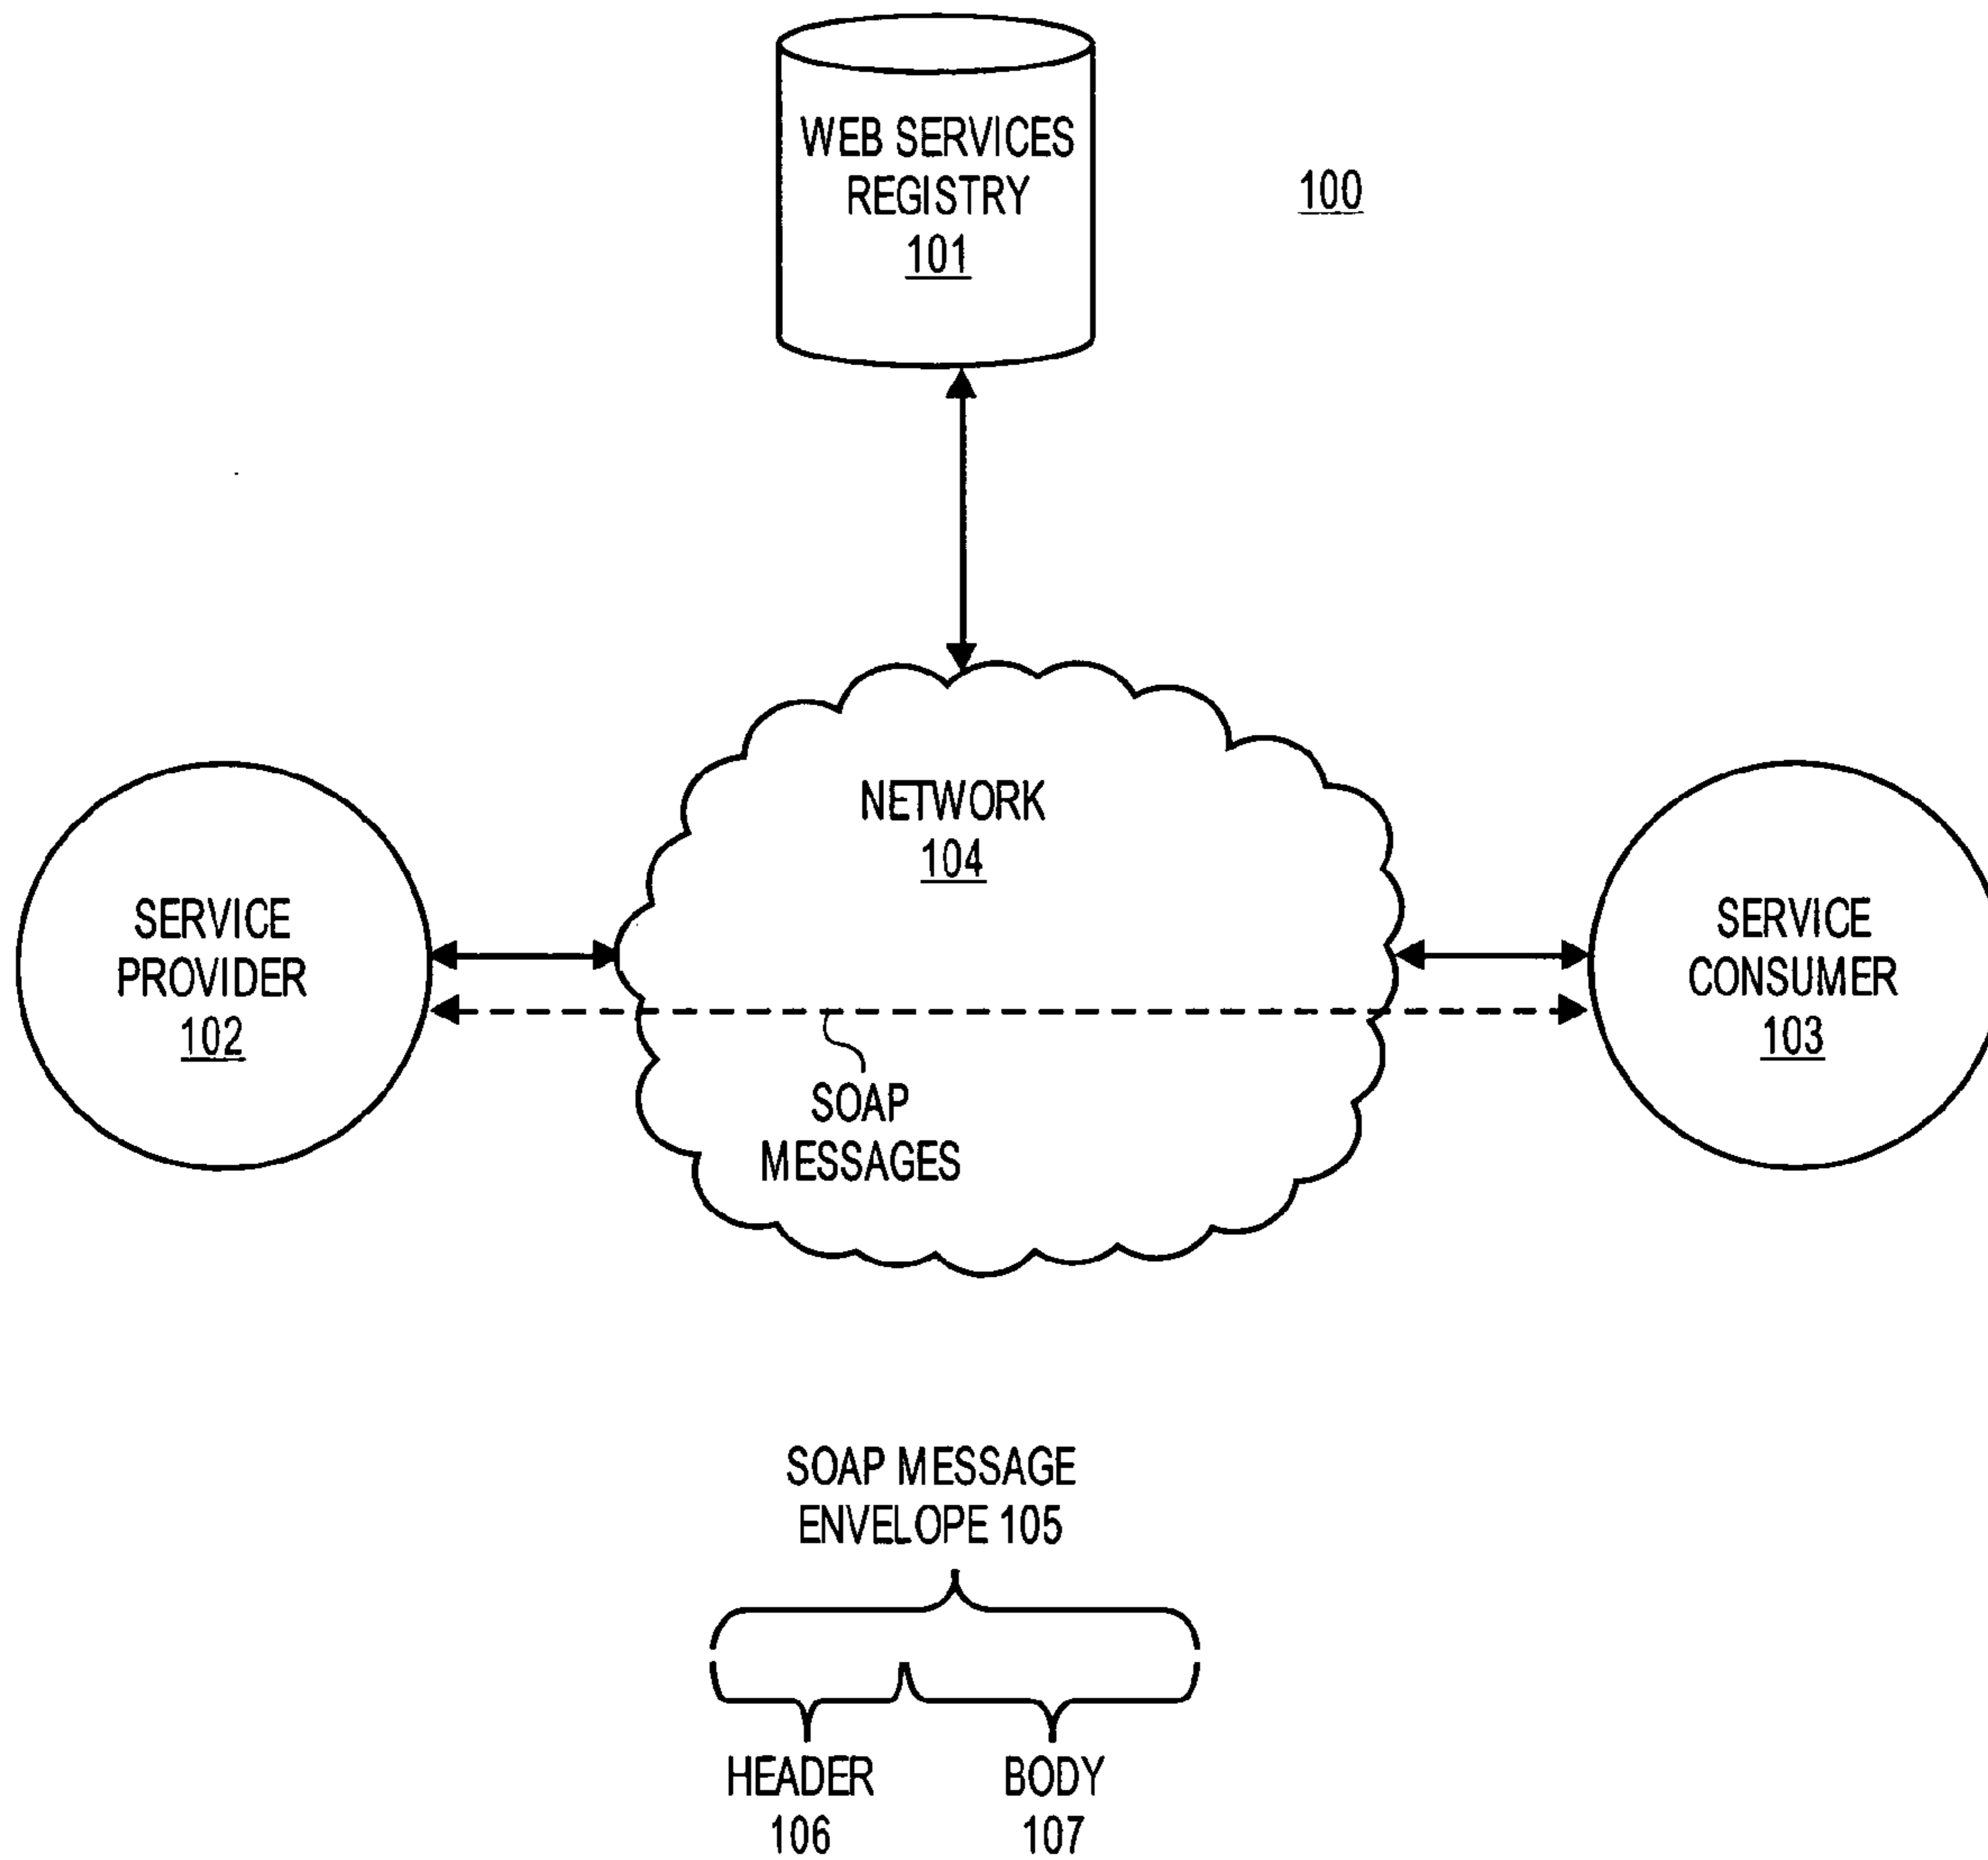 WEB SERVICES
REGISTRY
101
100
NETWORK
104
SERVICE
PROVIDER
102
SERVICE
CONSUMER
103
SOAP
MESSAGES
SOAP MESSAGE
ENVELOPE 105
HEADER
106
BODY
107